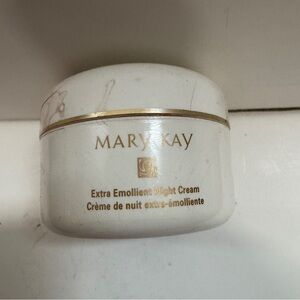 MARY KAY
Extra Emollient Night Cream
Crème de nuit extra-émolliente